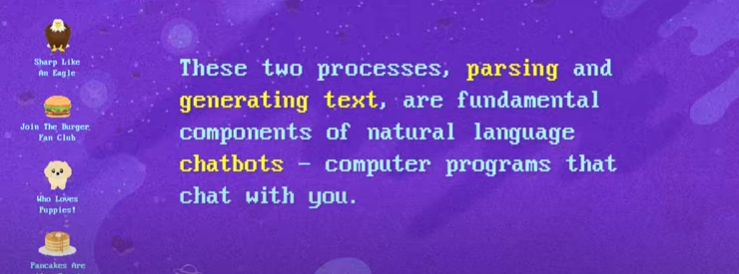 Sharp Like
An Eagle
Join The Burger
Fan Club
Who Loves
Puppies!
Pancakes Are
These two processes, parsing and
generating text, are fundamental
components of natural language
chatbots – computer programs that
chat with you.